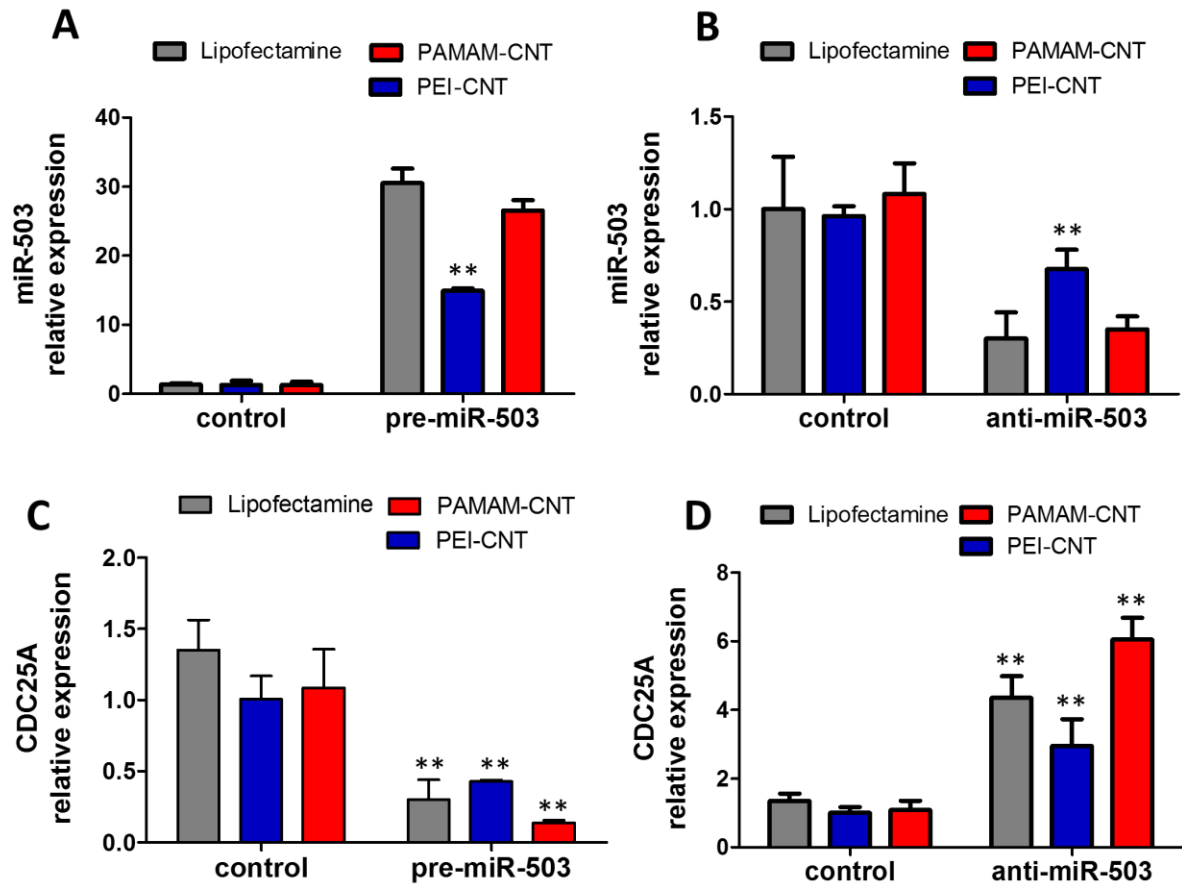 A
Lipofectamine
PAMAM-CNT
PEI-CNT
miR-503
relative expression
40
30
20
10
0
**
control
pre-miR-503
B
Lipofectamine
PAMAM-CNT
PEI-CNT
miR-503
relative expression
1.5
1.0
0.5
0.0
**
control
anti-miR-503
C
Lipofectamine
PAMAM-CNT
PEI-CNT
CDC25A
relative expression
2.0
1.5
1.0
0.5
0.0
** ** **
control
pre-miR-503
D
Lipofectamine
PAMAM-CNT
PEI-CNT
CDC25A
relative expression
8
6
4
2
0
** ** **
control
anti-miR-503